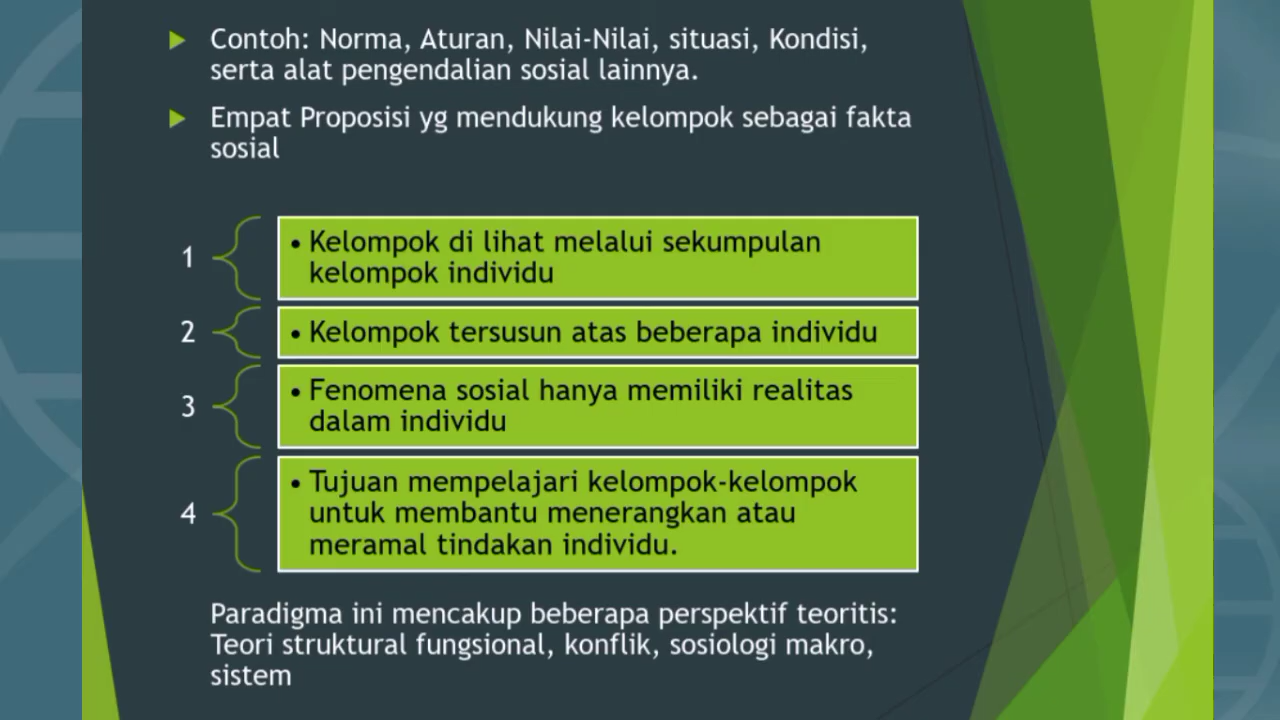 Contoh: Norma, Aturan, Nilai-Nilai, situasi, Kondisi,
serta alat pengendalian sosial lainnya.
Empat Proposisi yg mendukung kelompok sebagai fakta
sosial
1
• Kelompok di lihat melalui sekumpulan
kelompok individu
2
• Kelompok tersusun atas beberapa individu
3
• Fenomena sosial hanya memiliki realitas
dalam individu
4
• Tujuan mempelajari kelompok-kelompok
untuk membantu menerangkan atau
meramal tindakan individu.
Paradigma ini mencakup beberapa perspektif teoritis:
Teori struktural fungsional, konflik, sosiologi makro,
sistem